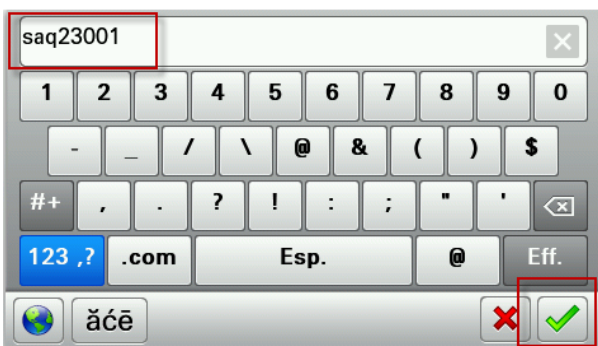 saq23001
1 2 3 4 5 6 7 8 9 0
- _ / \ @ & ( ) $
#+ , . ? ! : ; " '
123 ,? .com Esp. @ Eff.
ăćē